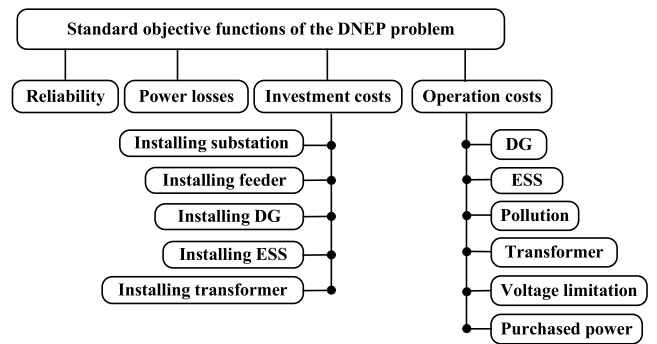 Standard objective functions of the DNEP problem
Reliability
Power losses
Investment costs
Operation costs
Installing substation
Installing feeder
Installing DG
Installing ESS
Installing transformer
DG
ESS
Pollution
Transformer
Voltage limitation
Purchased power